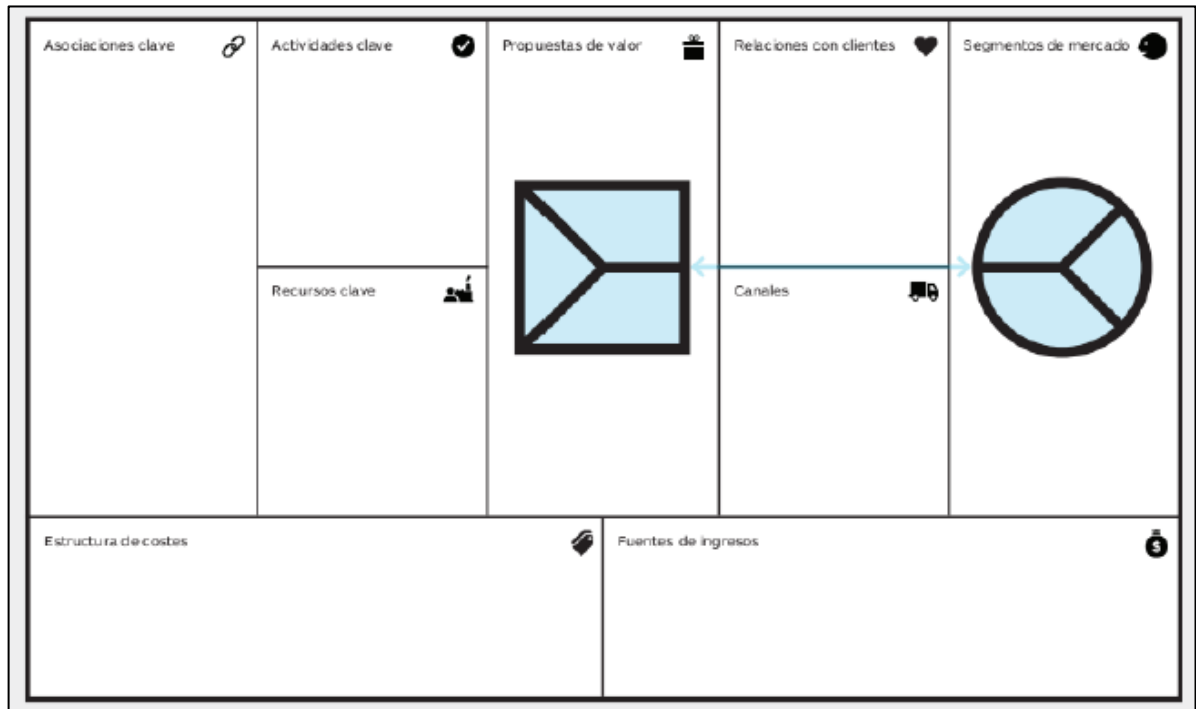 Asociaciones clave
Actividades clave
Propuestas de valor
Relaciones con clientes
Segmentos de mercado
Recursos clave
Canales
Estructura de costes
Fuentes de ingresos
$